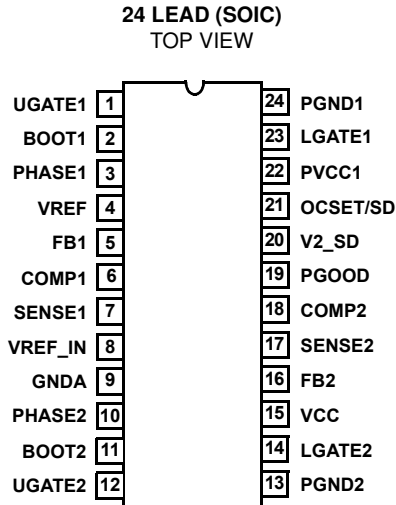 24 LEAD (SOIC)
TOP VIEW
UGATE1 1 24 PGND1
BOOT1 2 23 LGATE1
PHASE1 3 22 PVCC1
VREF 4 21 OCSET/SD
FB1 5 20 V2_SD
COMP1 6 19 PGOOD
SENSE1 7 18 COMP2
VREF_IN 8 17 SENSE2
GNDA 9 16 FB2
PHASE2 10 15 VCC
BOOT2 11 14 LGATE2
UGATE2 12 13 PGND2